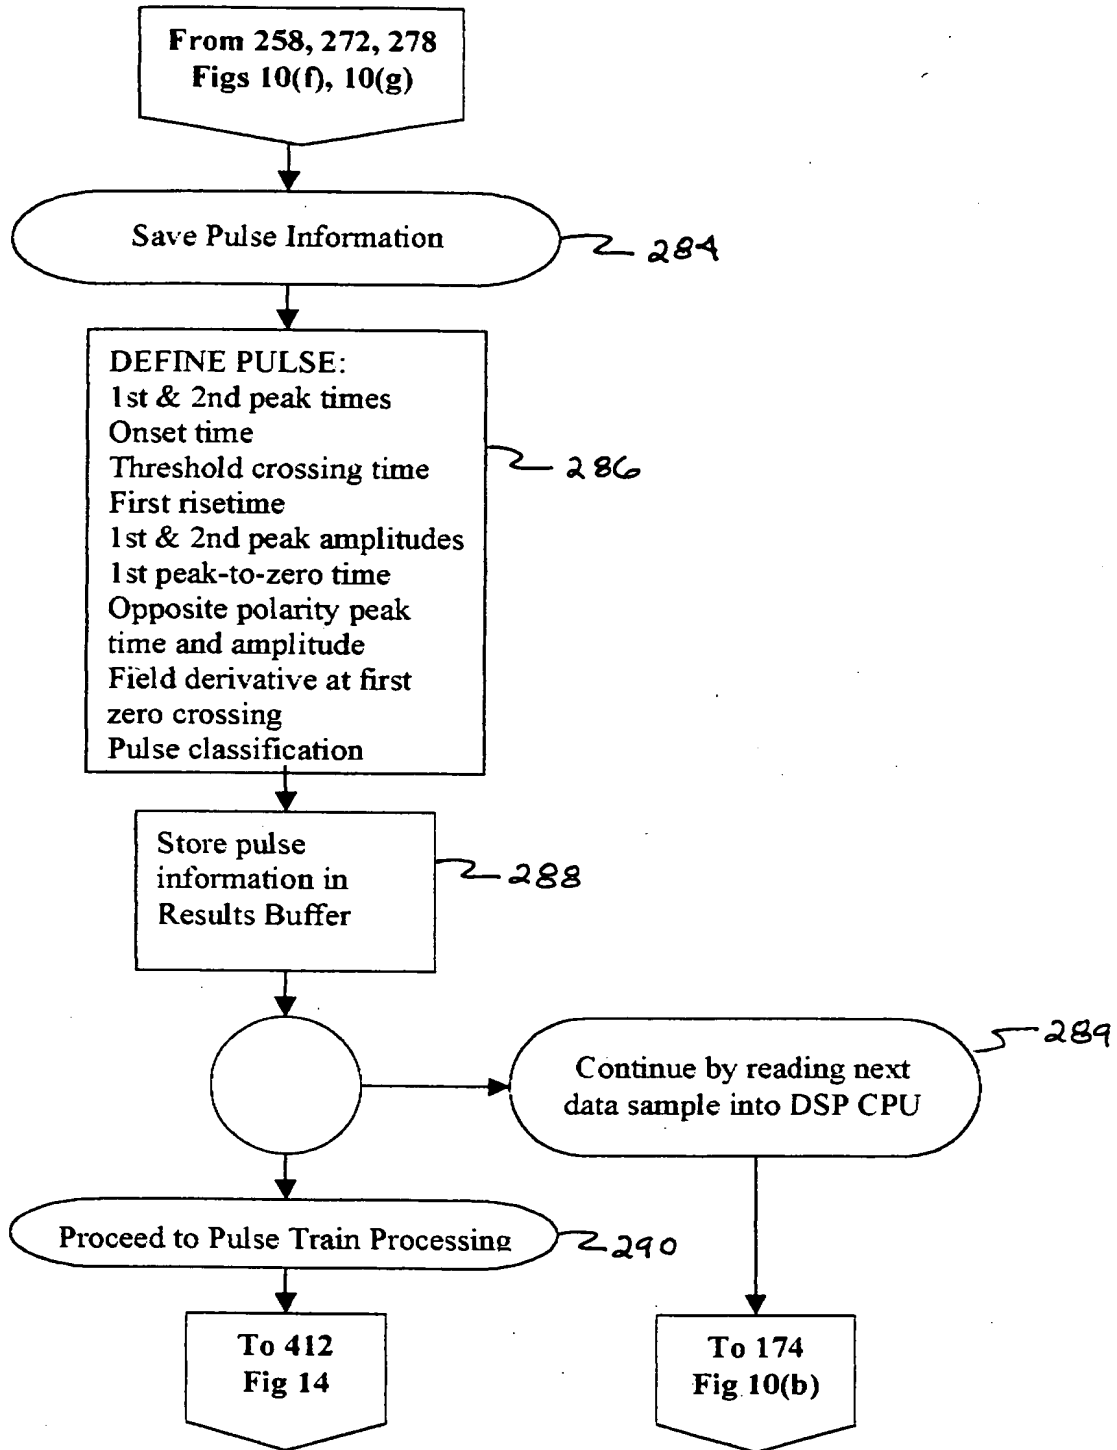 From 258, 272, 278
Figs 10(f), 10(g)
Save Pulse Information
284
DEFINE PULSE:
1st & 2nd peak times
Onset time
Threshold crossing time
First risetime
1st & 2nd peak amplitudes
1st peak-to-zero time
Opposite polarity peak
time and amplitude
Field derivative at first
zero crossing
Pulse classification
286
Store pulse
information in
Results Buffer
288
Continue by reading next
data sample into DSP CPU
289
Proceed to Pulse Train Processing
290
To 412
Fig 14
To 174
Fig 10(b)